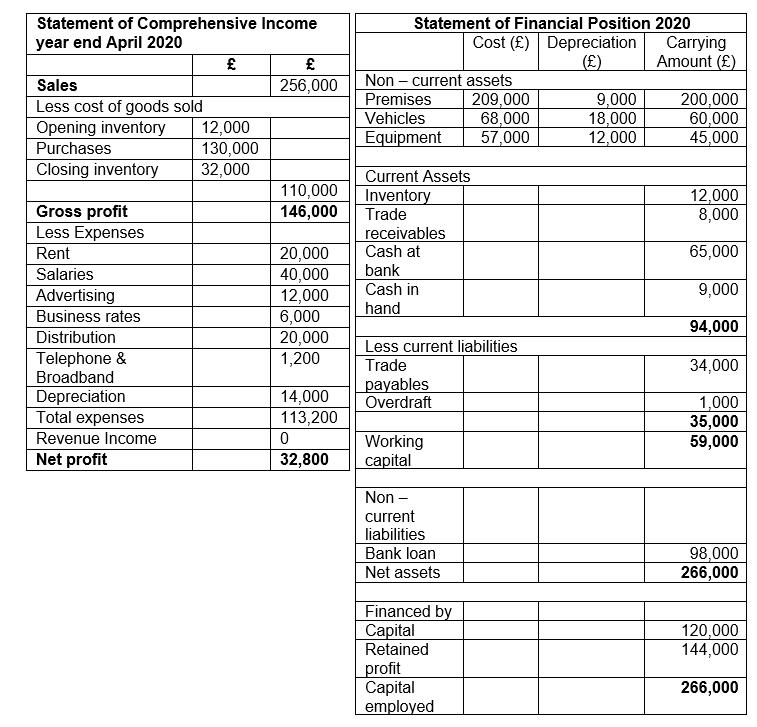 Statement of Comprehensive Income
year end April 2020
£ £
Sales 256,000
Less cost of goods sold
Opening inventory 12,000
Purchases 130,000
Closing inventory 32,000
110,000
Gross profit 146,000
Less Expenses
Rent 20,000
Salaries 40,000
Advertising 12,000
Business rates 6,000
Distribution 20,000
Telephone & 1,200
Broadband
Depreciation 14,000
Total expenses 113,200
Revenue Income 0
Net profit 32,800
Statement of Financial Position 2020
Cost (£) Depreciation Carrying
(£) Amount (£)
Non – current assets
Premises 209,000 9,000 200,000
Vehicles 68,000 18,000 60,000
Equipment 57,000 12,000 45,000
Current Assets
Inventory 12,000
Trade 8,000
receivables
Cash at 65,000
bank
Cash in 9,000
hand
94,000
Less current liabilities
Trade 34,000
payables
Overdraft 1,000
35,000
Working 59,000
capital
Non –
current
liabilities
Bank loan 98,000
Net assets 266,000
Financed by
Capital 120,000
Retained 144,000
profit
Capital 266,000
employed